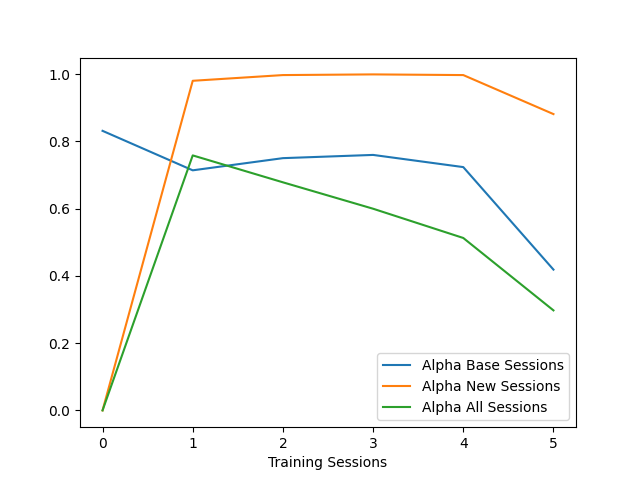 1.0
0.8
0.6
0.4
0.2
0.0
Alpha Base Sessions
Alpha New Sessions
Alpha All Sessions
0 1 2 3 4 5
Training Sessions